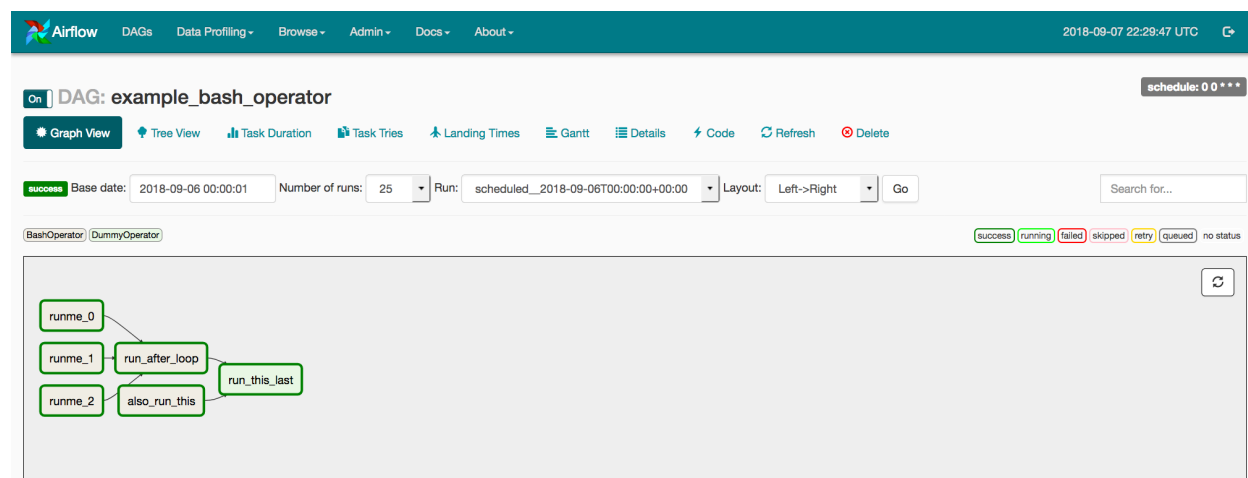 Airflow DAGs Data Profiling Browse Admin Docs About 2018-09-07 22:29:47 UTC
schedule: 0 0 * * *
On DAG: example_bash_operator
Graph View Tree View Task Duration Task Tries Landing Times Gantt Details Code Refresh Delete
success Base date: 2018-09-06 00:00:01 Number of runs: 25 Run: scheduled__2018-09-06T00:00:00+00:00 Layout: Left->Right Go Search for...
BashOperator DummyOperator success running failed skipped retry queued no status
runme_0
runme_1 run_after_loop
run_this_last
runme_2 also_run_this